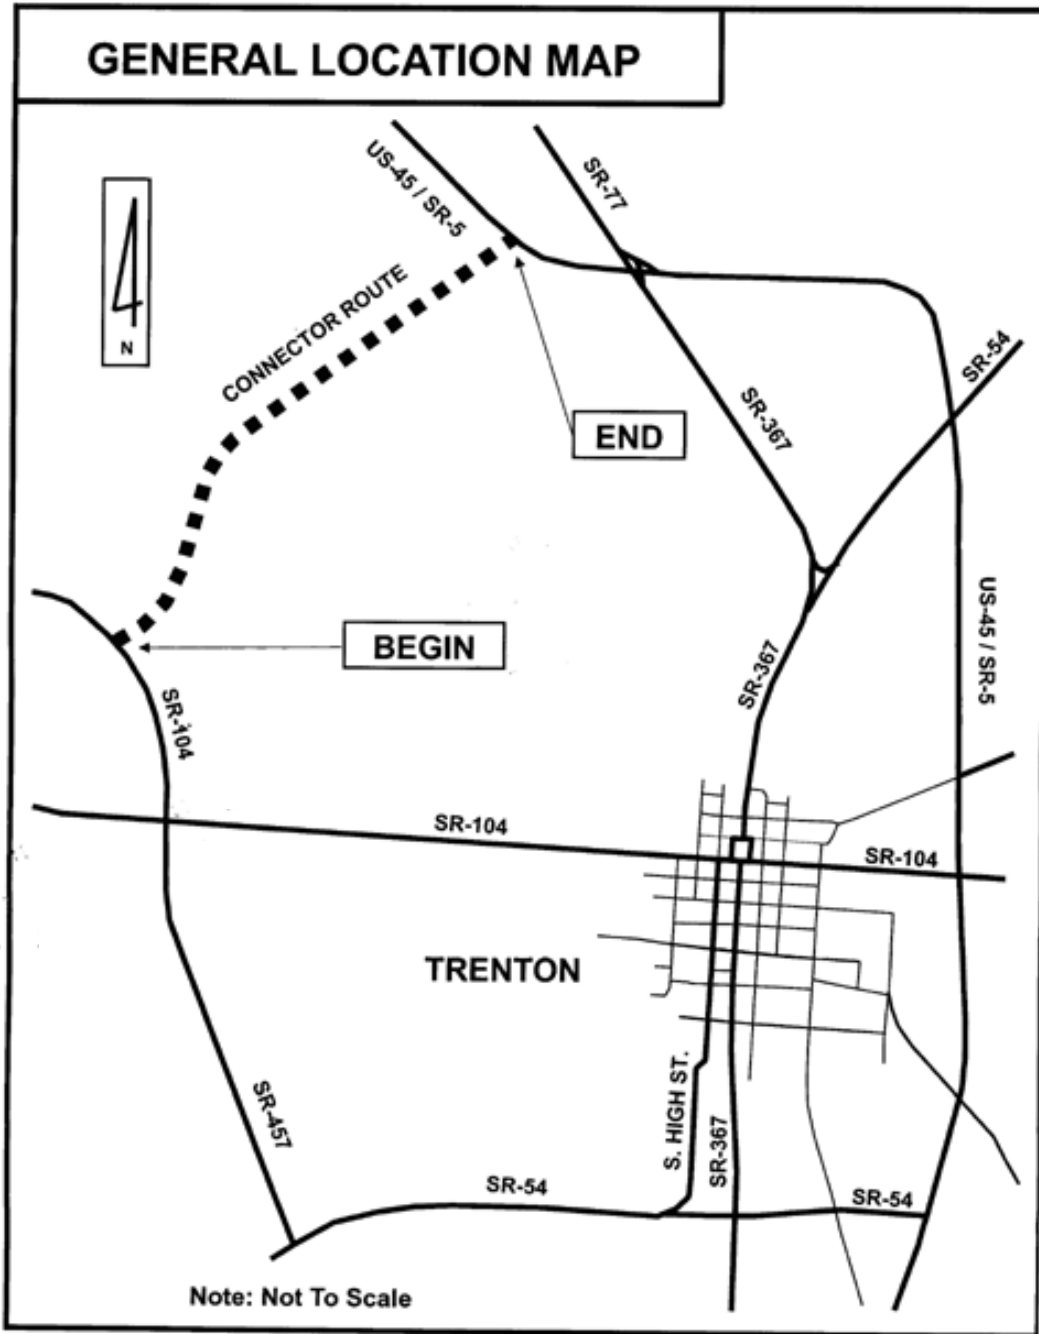 GENERAL LOCATION MAP
US-45 / SR-5
SR-77
CONNECTOR ROUTE
N
SR-54
END
SR-367
US-45 / SR-5
BEGIN
SR-367
SR-104
SR-104
SR-104
TRENTON
S. HIGH ST.
SR-457
SR-367
SR-54
SR-54
Note: Not To Scale